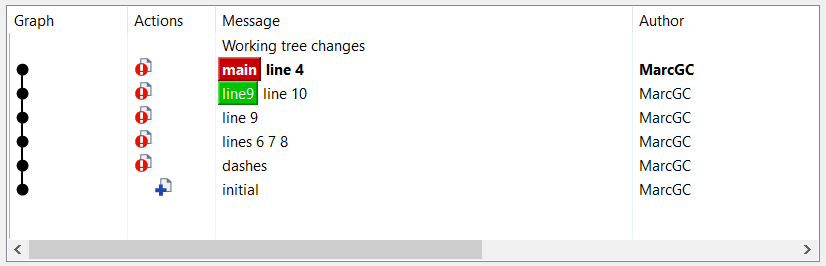 Graph Actions Message Author
Working tree changes
main line 4 MarcGC
line9 line 10 MarcGC
line 9 MarcGC
lines 6 7 8 MarcGC
dashes MarcGC
initial MarcGC